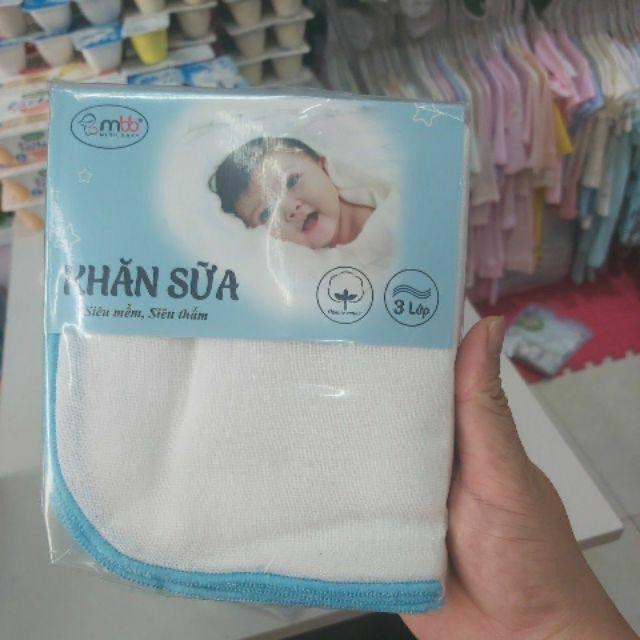 mbb
KHĂN SỮA
Siêu mềm, Siêu thấm
3 Lớp